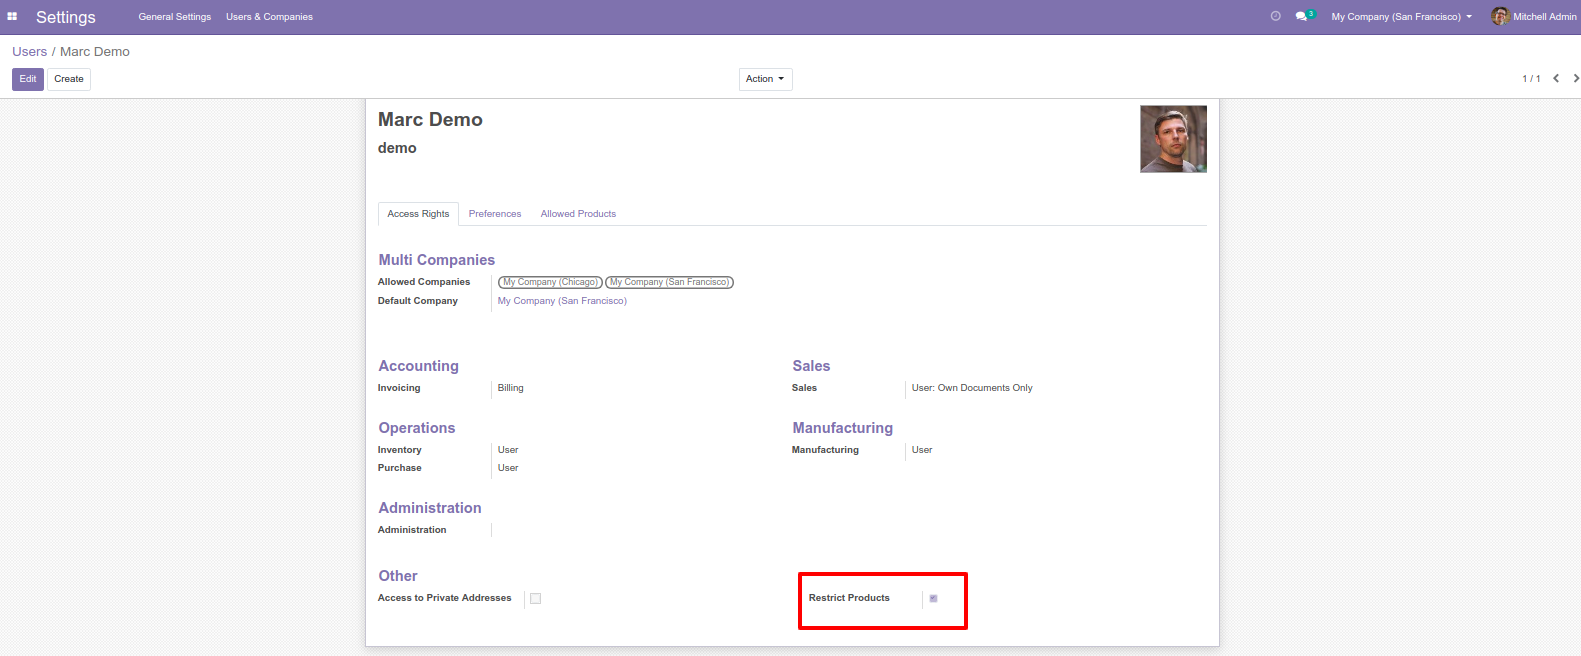 Settings General Settings Users & Companies 3 My Company (San Francisco) Mitchell Admin
Users / Marc Demo
Edit Create Action 1 / 1
Marc Demo
demo
Access Rights Preferences Allowed Products
Multi Companies
Allowed Companies My Company (Chicago) My Company (San Francisco)
Default Company My Company (San Francisco)
Accounting Sales
Invoicing Billing Sales User: Own Documents Only
Operations Manufacturing
Inventory User Manufacturing User
Purchase User
Administration
Administration
Other
Access to Private Addresses Restrict Products